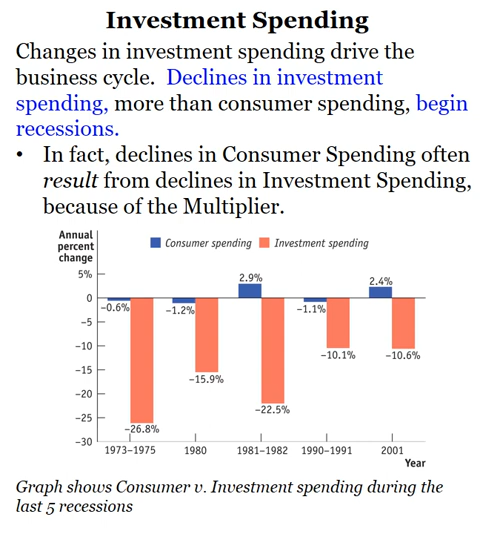 Investment Spending
Changes in investment spending drive the
business cycle. Declines in investment
spending, more than consumer spending, begin
recessions.
• In fact, declines in Consumer Spending often
result from declines in Investment Spending,
because of the Multiplier.
Annual
percent
change
Consumer spending Investment spending
5%
0
−5
−10
−15
−20
−25
−30
−0.6%
−26.8%
−1.2%
−15.9%
2.9%
−22.5%
−1.1%
−10.1%
2.4%
−10.6%
1973–1975 1980 1981–1982 1990–1991 2001
Year
Graph shows Consumer v. Investment spending during the
last 5 recessions